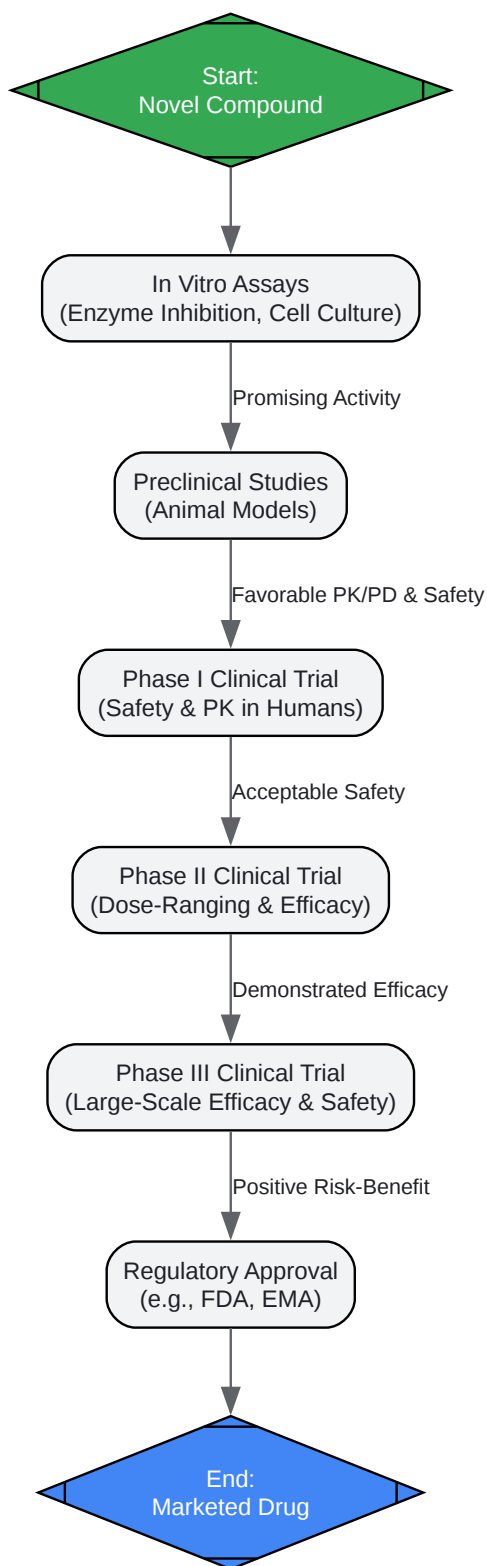 Start:
Novel Compound
In Vitro Assays
(Enzyme Inhibition, Cell Culture)
Promising Activity
Preclinical Studies
(Animal Models)
Favorable PK/PD & Safety
Phase I Clinical Trial
(Safety & PK in Humans)
Acceptable Safety
Phase II Clinical Trial
(Dose-Ranging & Efficacy)
Demonstrated Efficacy
Phase III Clinical Trial
(Large-Scale Efficacy & Safety)
Positive Risk-Benefit
Regulatory Approval
(e.g., FDA, EMA)
End:
Marketed Drug